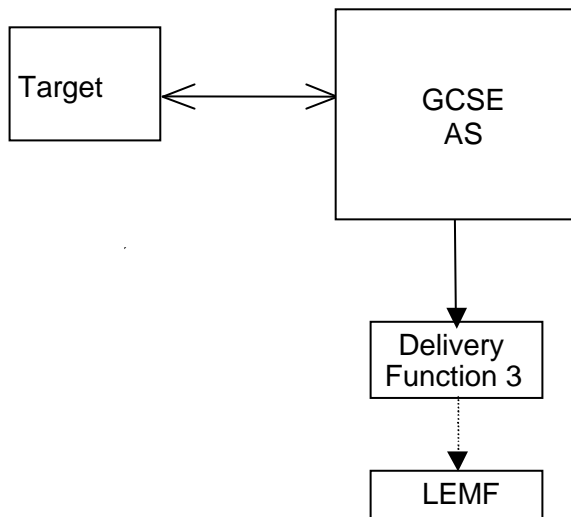 Target
GCSE
AS
Delivery
Function 3
LEMF